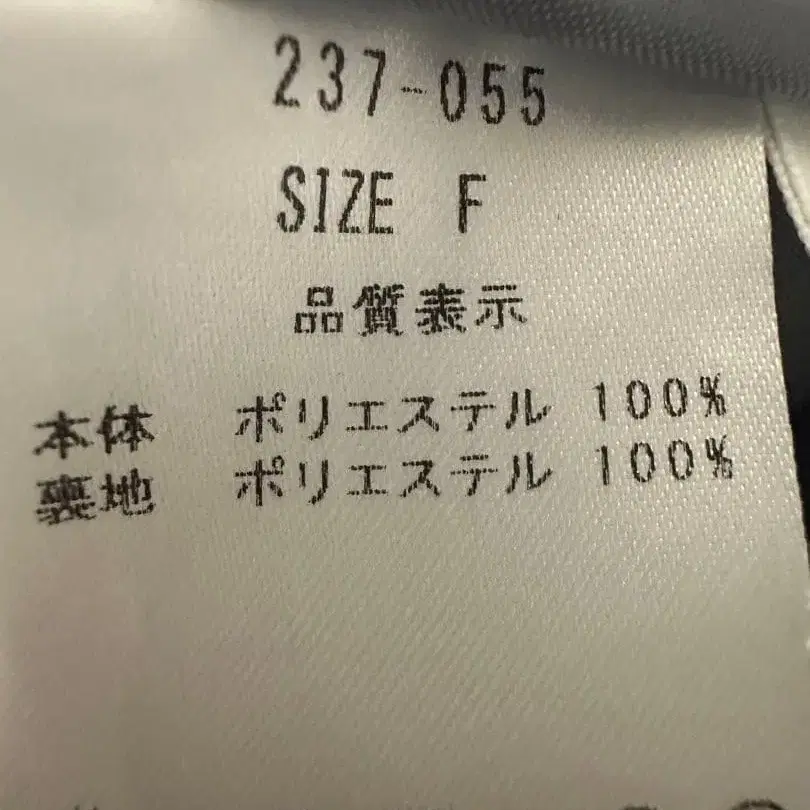 237-055
SIZE F
品質表示
本体 ポリエステル 100%
裏地 ポリエステル 100%